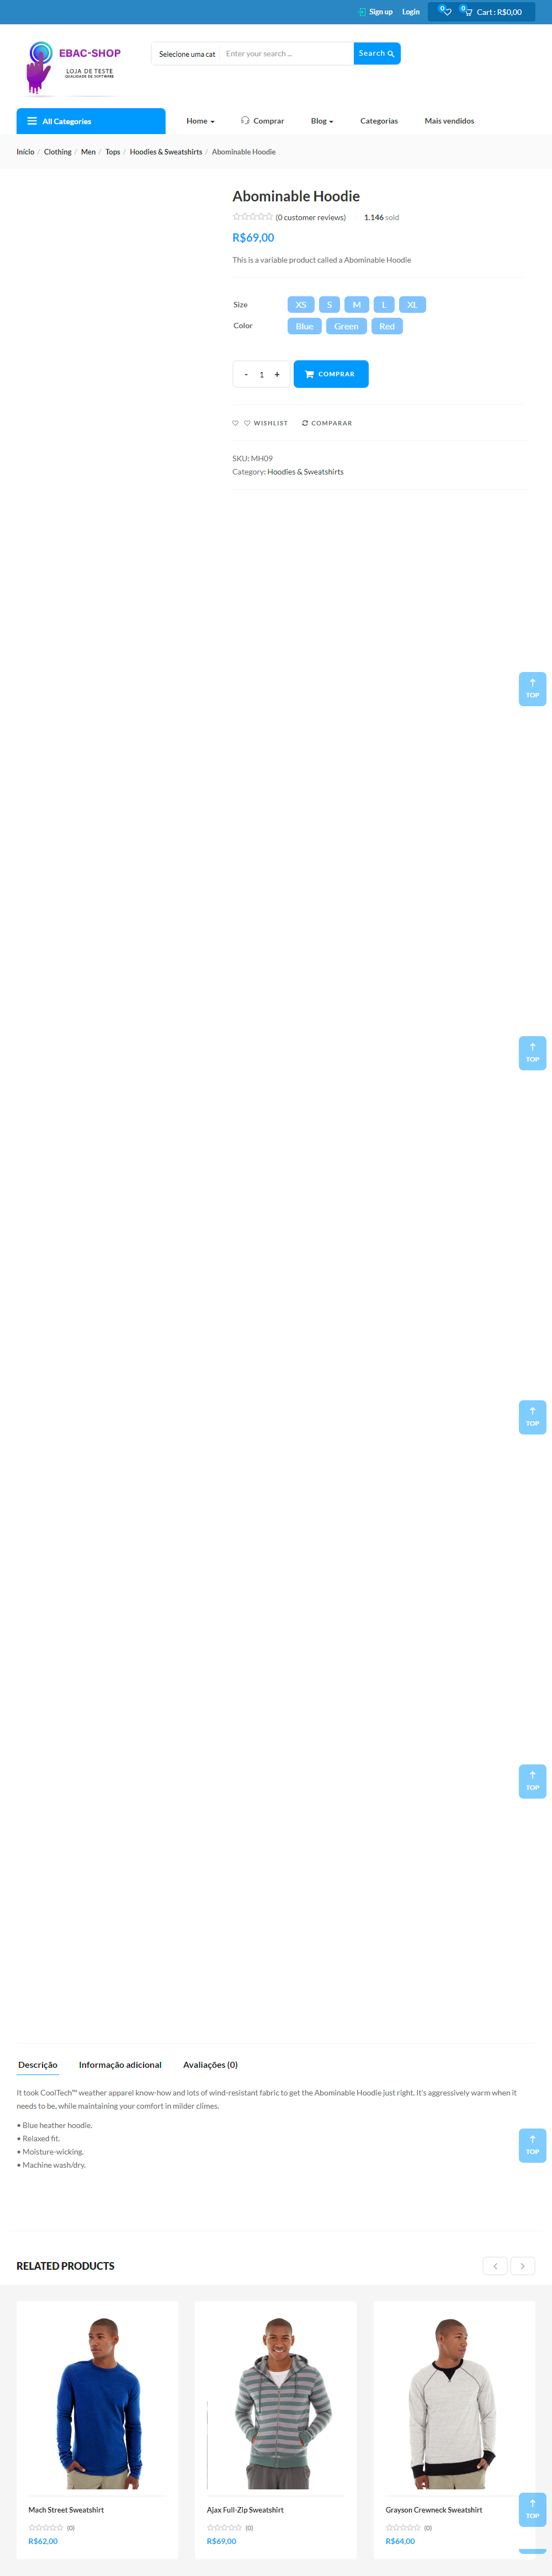 Sign up Login 0 0 Cart : R$0,00
EBAC-SHOP
LOJA DE TESTE
QUALIDADE DE SOFTWARE
Selecione uma cat Enter your search ... Search
All Categories Home Comprar Blog Categorias Mais vendidos
Início / Clothing / Men / Tops / Hoodies & Sweatshirts / Abominable Hoodie
Abominable Hoodie
(0 customer reviews) 1.146 sold
R$69,00
This is a variable product called a Abominable Hoodie
Size XS S M L XL
Color Blue Green Red
- 1 + COMPRAR
WISHLIST COMPARAR
SKU: MH09
Category: Hoodies & Sweatshirts
TOP
TOP
TOP
TOP
Descrição Informação adicional Avaliações (0)
It took CoolTech™ weather apparel know-how and lots of wind-resistant fabric to get the Abominable Hoodie just right. It's aggressively warm when it
needs to be, while maintaining your comfort in milder climes.
• Blue heather hoodie.
• Relaxed fit.
• Moisture-wicking.
• Machine wash/dry.
TOP
RELATED PRODUCTS
Mach Street Sweatshirt
(0)
R$62,00
Ajax Full-Zip Sweatshirt
(0)
R$69,00
Grayson Crewneck Sweatshirt
(0)
R$64,00
TOP